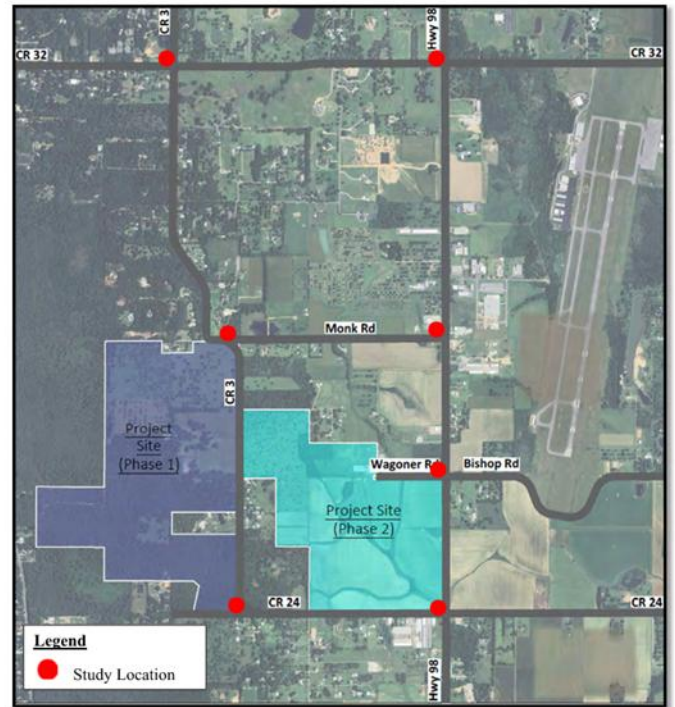 CR 3
Hwy 98
CR 32
CR 32
Monk Rd
CR 3
Project
Site
(Phase 1)
Wagoner Rd
Bishop Rd
Project Site
(Phase 2)
CR 24
CR 24
Legend
Study Location
Hwy 98